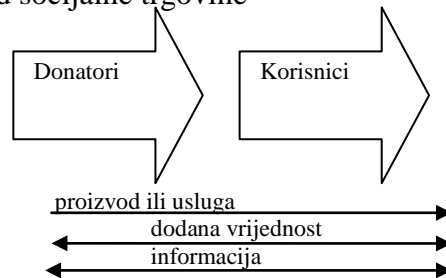 socijalne trgovine
Donatori
Korisnici
proizvod ili usluga
dodana vrijednost
informacija